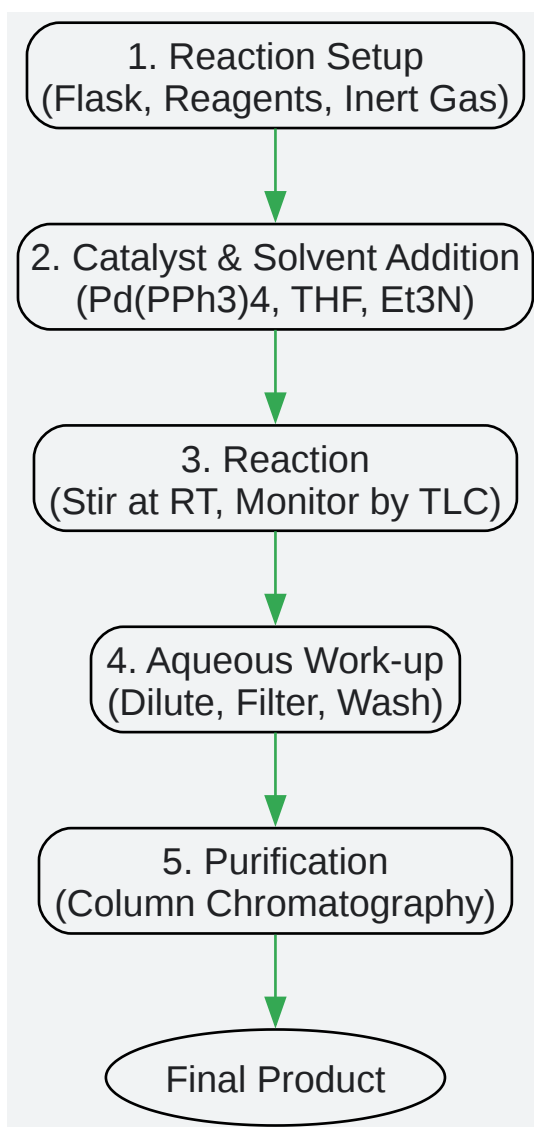 1. Reaction Setup
(Flask, Reagents, Inert Gas)
2. Catalyst & Solvent Addition
(Pd(PPh3)4, THF, Et3N)
3. Reaction
(Stir at RT, Monitor by TLC)
4. Aqueous Work-up
(Dilute, Filter, Wash)
5. Purification
(Column Chromatography)
Final Product